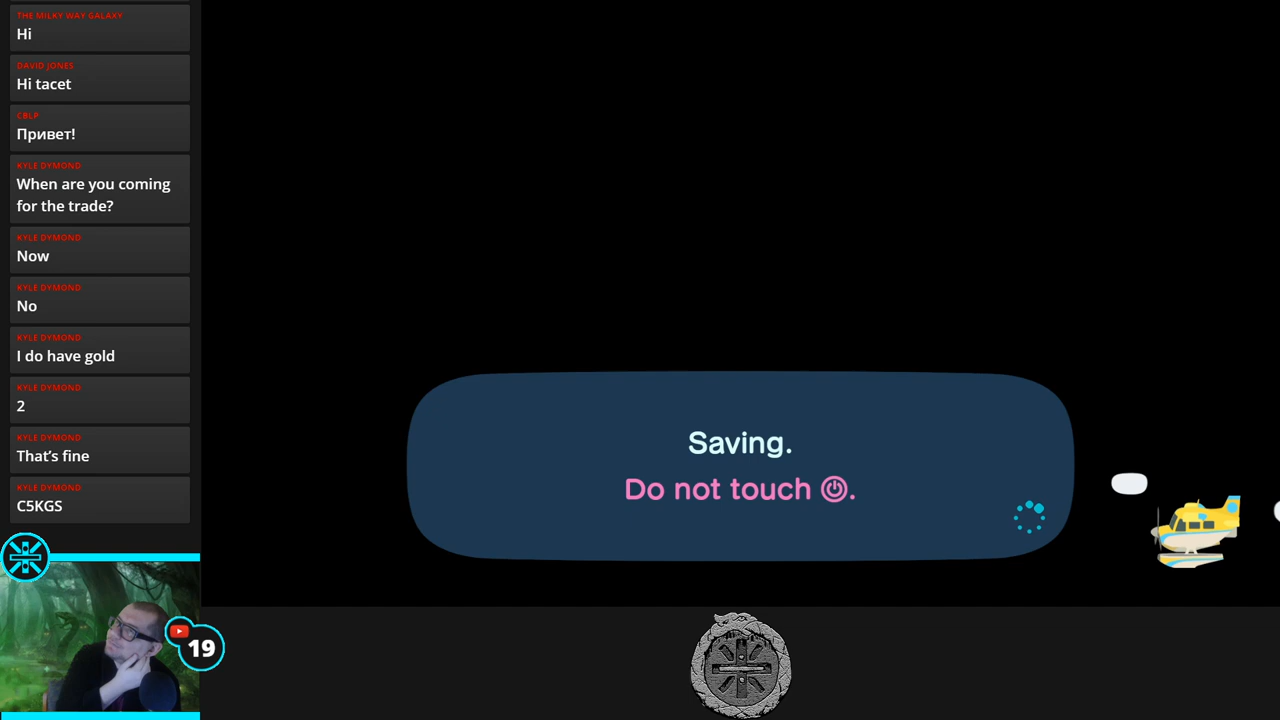 THE MILKY WAY GALAXY
Hi
DAVID JONES
Hi tacet
CBLP
Привет!
KYLE DYMOND
When are you coming
for the trade?
KYLE DYMOND
Now
KYLE DYMOND
No
KYLE DYMOND
I do have gold
KYLE DYMOND
2
KYLE DYMOND
That’s fine
KYLE DYMOND
C5KGS
19
Saving.
Do not touch .